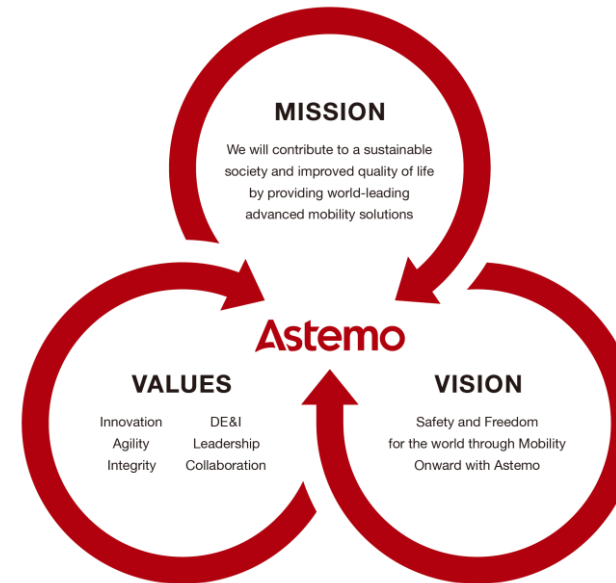 MISSION
We will contribute to a sustainable
society and improved quality of life
by providing world-leading
advanced mobility solutions
Astemo
VALUES
Innovation DE&I
Agility Leadership
Integrity Collaboration
VISION
Safety and Freedom
for the world through Mobility
Onward with Astemo